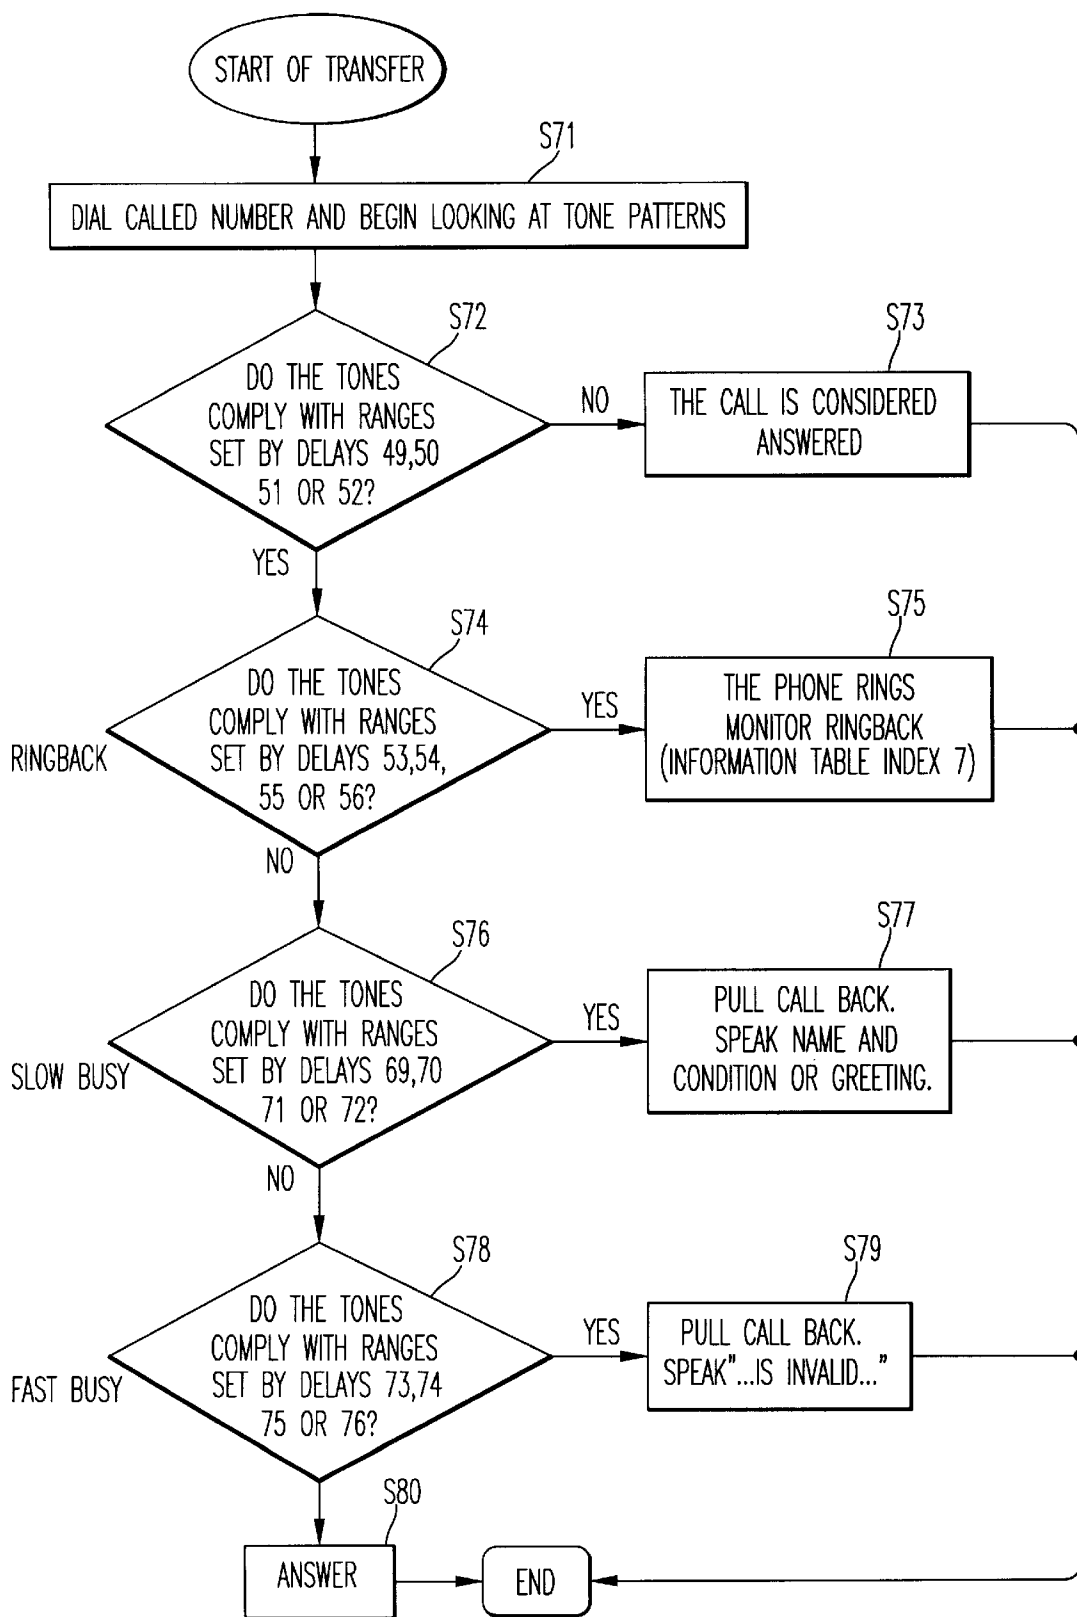 START OF TRANSFER
S71
DIAL CALLED NUMBER AND BEGIN LOOKING AT TONE PATTERNS
S72
DO THE TONES
COMPLY WITH RANGES
SET BY DELAYS 49,50
51 OR 52?
NO
S73
THE CALL IS CONSIDERED
ANSWERED
YES
S74
RINGBACK
DO THE TONES
COMPLY WITH RANGES
SET BY DELAYS 53,54,
55 OR 56?
YES
S75
THE PHONE RINGS
MONITOR RINGBACK
(INFORMATION TABLE INDEX 7)
NO
S76
SLOW BUSY
DO THE TONES
COMPLY WITH RANGES
SET BY DELAYS 69,70
71 OR 72?
YES
S77
PULL CALL BACK.
SPEAK NAME AND
CONDITION OR GREETING.
NO
S78
FAST BUSY
DO THE TONES
COMPLY WITH RANGES
SET BY DELAYS 73,74
75 OR 76?
YES
S79
PULL CALL BACK.
SPEAK"...IS INVALID..."
S80
ANSWER
END